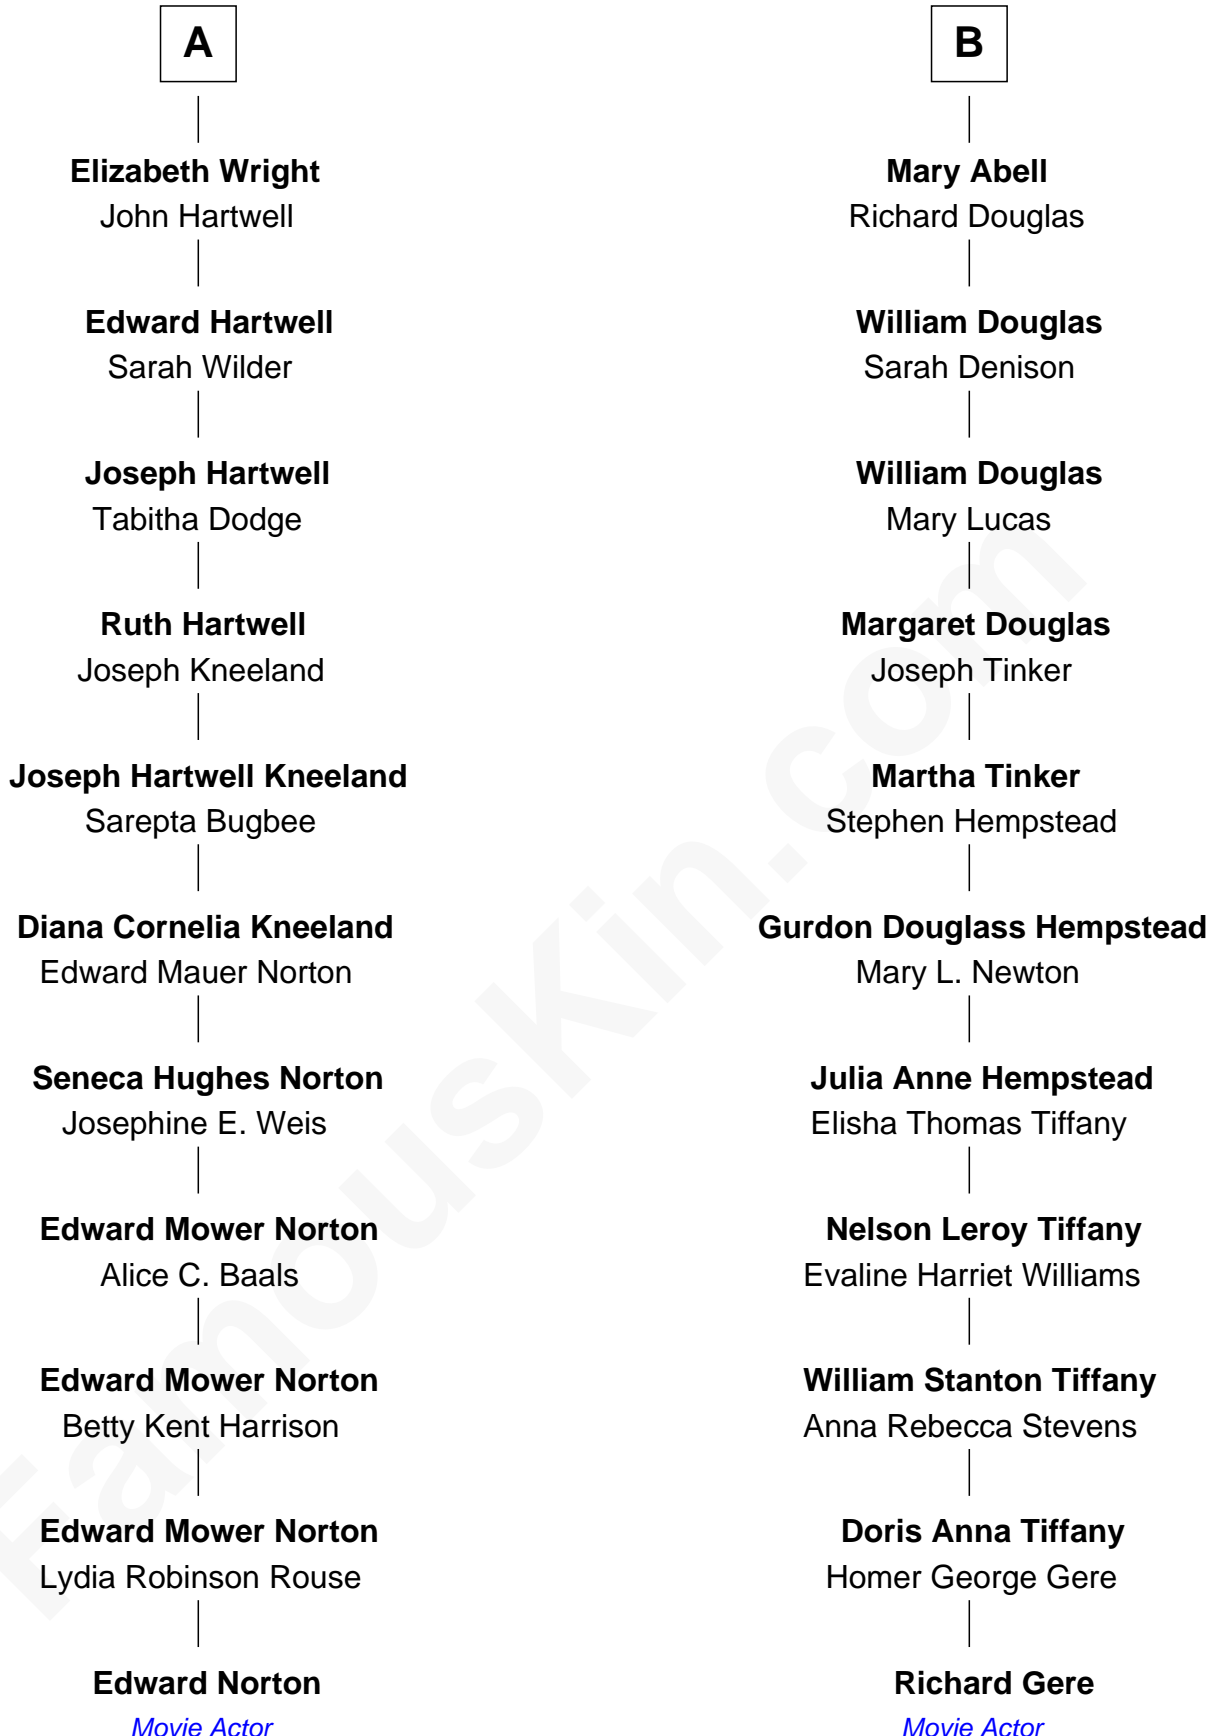 A
Elizabeth Wright
John Hartwell
Edward Hartwell
Sarah Wilder
Joseph Hartwell
Tabitha Dodge
Ruth Hartwell
Joseph Kneeland
Joseph Hartwell Kneeland
Sarepta Bugbee
Diana Cornelia Kneeland
Edward Mauer Norton
Seneca Hughes Norton
Josephine E. Weis
Edward Mower Norton
Alice C. Baals
Edward Mower Norton
Betty Kent Harrison
Edward Mower Norton
Lydia Robinson Rouse
Edward Norton
Movie Actor
B
Mary Abell
Richard Douglas
William Douglas
Sarah Denison
William Douglas
Mary Lucas
Margaret Douglas
Joseph Tinker
Martha Tinker
Stephen Hempstead
Gurdon Douglass Hempstead
Mary L. Newton
Julia Anne Hempstead
Elisha Thomas Tiffany
Nelson Leroy Tiffany
Evaline Harriet Williams
William Stanton Tiffany
Anna Rebecca Stevens
Doris Anna Tiffany
Homer George Gere
Richard Gere
Movie Actor
FamousKin.com